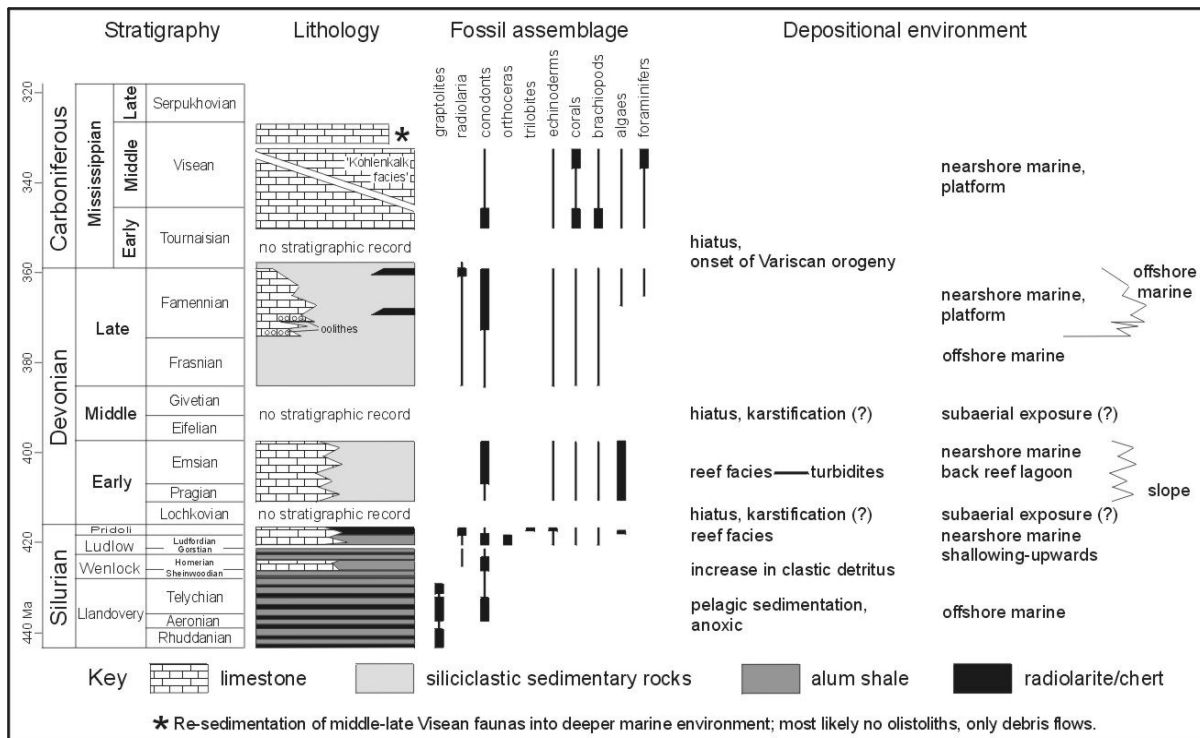 Stratigraphy
Lithology
Fossil assemblage
Depositional environment
graptolites
radiolaria
conodonts
orthoceras
trilobites
echinoderms
corals
brachiopods
algaes
foraminifers
320
340
360
380
400
420
440 Ma
Carboniferous
Devonian
Silurian
Mississippian
Late
Middle
Early
Late
Middle
Early
Serpukhovian
Visean
Tournaisian
Famennian
Frasnian
Givetian
Eifelian
Emsian
Pragian
Lochkovian
Pridoli
Ludlow
Ludfordian
Gorstian
Wenlock
Homerian
Sheinwoodian
Llandovery
Telychian
Aeronian
Rhuddanian
*
'Kohlenkalk
facies'
no stratigraphic record
oolithes
no stratigraphic record
no stratigraphic record
nearshore marine,
platform
hiatus,
onset of Variscan orogeny
offshore
marine
nearshore marine,
platform
offshore marine
hiatus, karstification (?)
subaerial exposure (?)
reef facies
turbidites
nearshore marine
back reef lagoon
slope
hiatus, karstification (?)
subaerial exposure (?)
reef facies
nearshore marine
shallowing-upwards
increase in clastic detritus
pelagic sedimentation,
anoxic
offshore marine
Key
limestone
siliciclastic sedimentary rocks
alum shale
radiolarite/chert
* Re-sedimentation of middle-late Visean faunas into deeper marine environment; most likely no olistoliths, only debris flows.